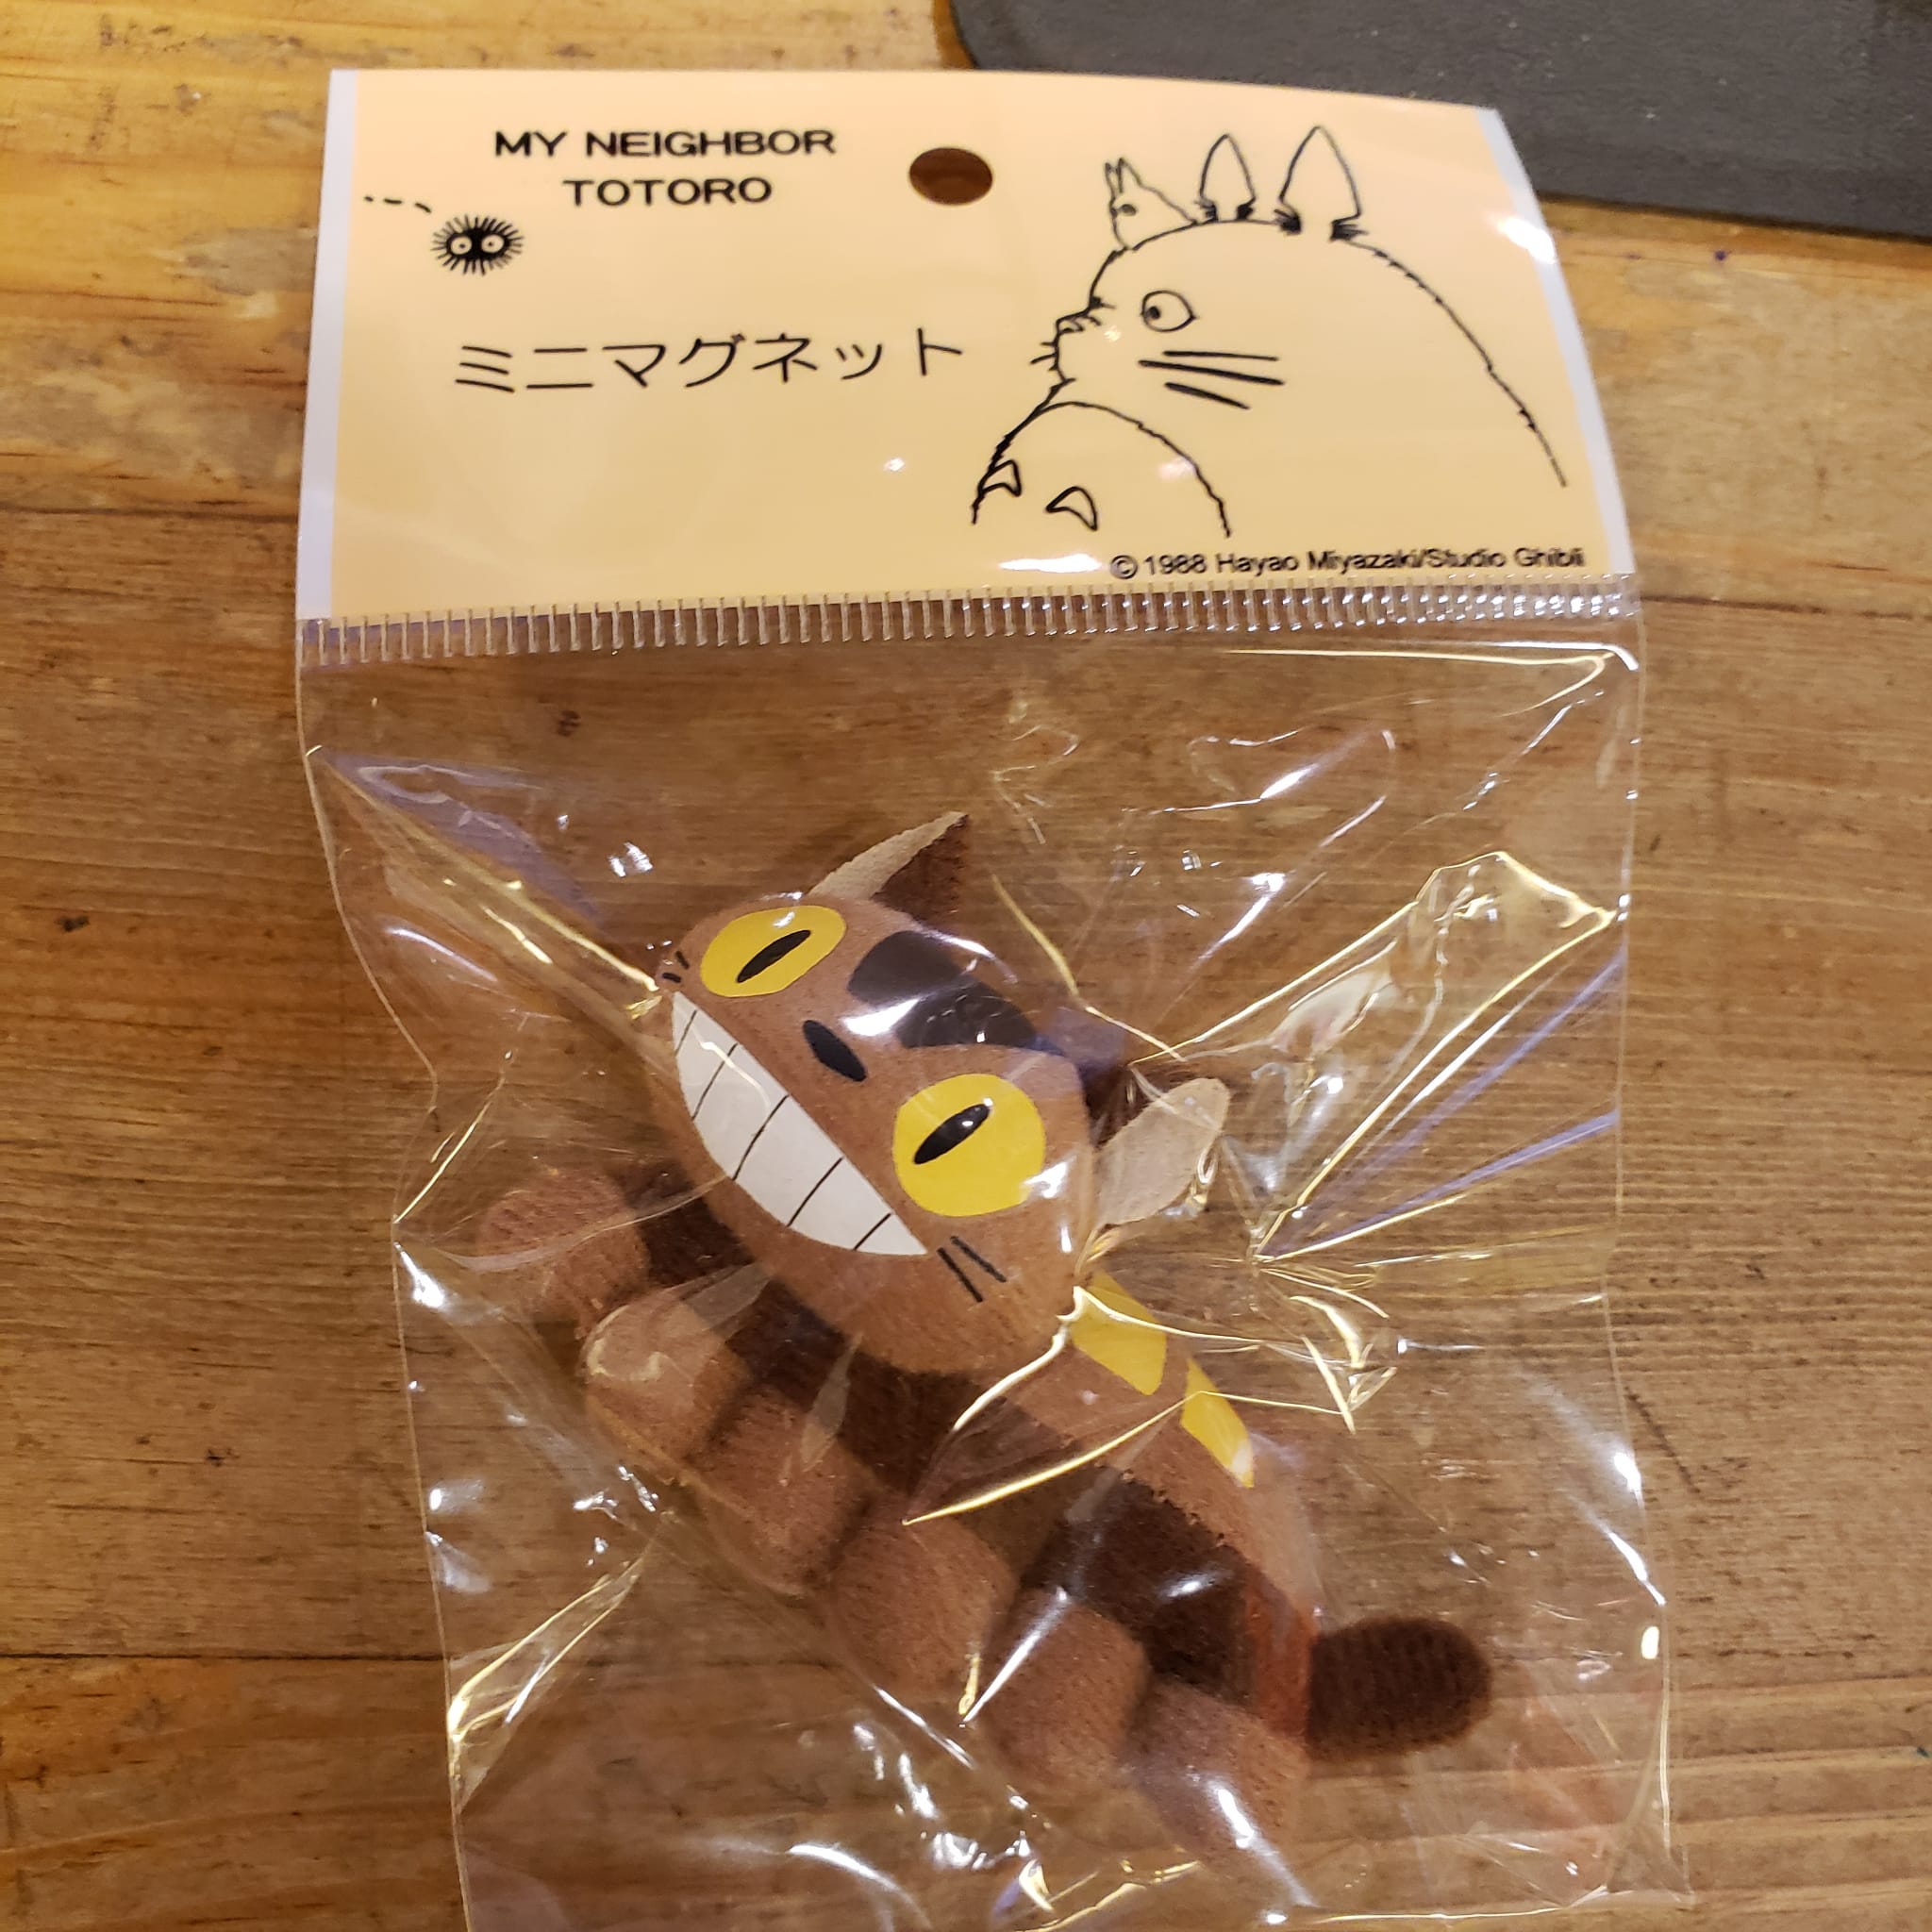 MY NEIGHBOR
TOTORO
ミニマグネット
©1988 Hayao Miyazaki/Studio Ghibli